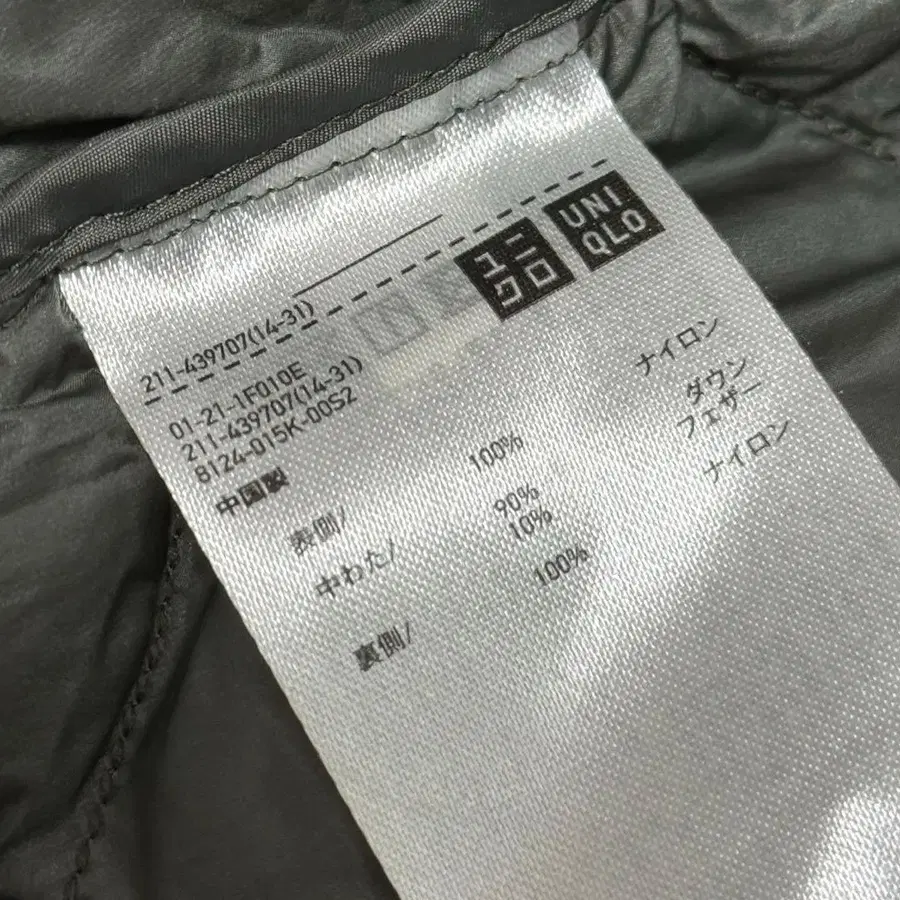 ユニクロ
UNIQLO
211-439707(14-31)
01-21-1F010E
211-439707(14-31)
8124-015K-00S2
中国製
表側/ 100% ナイロン
中わた/ 90% ダウン
10% フェザー
裏側/ 100% ナイロン